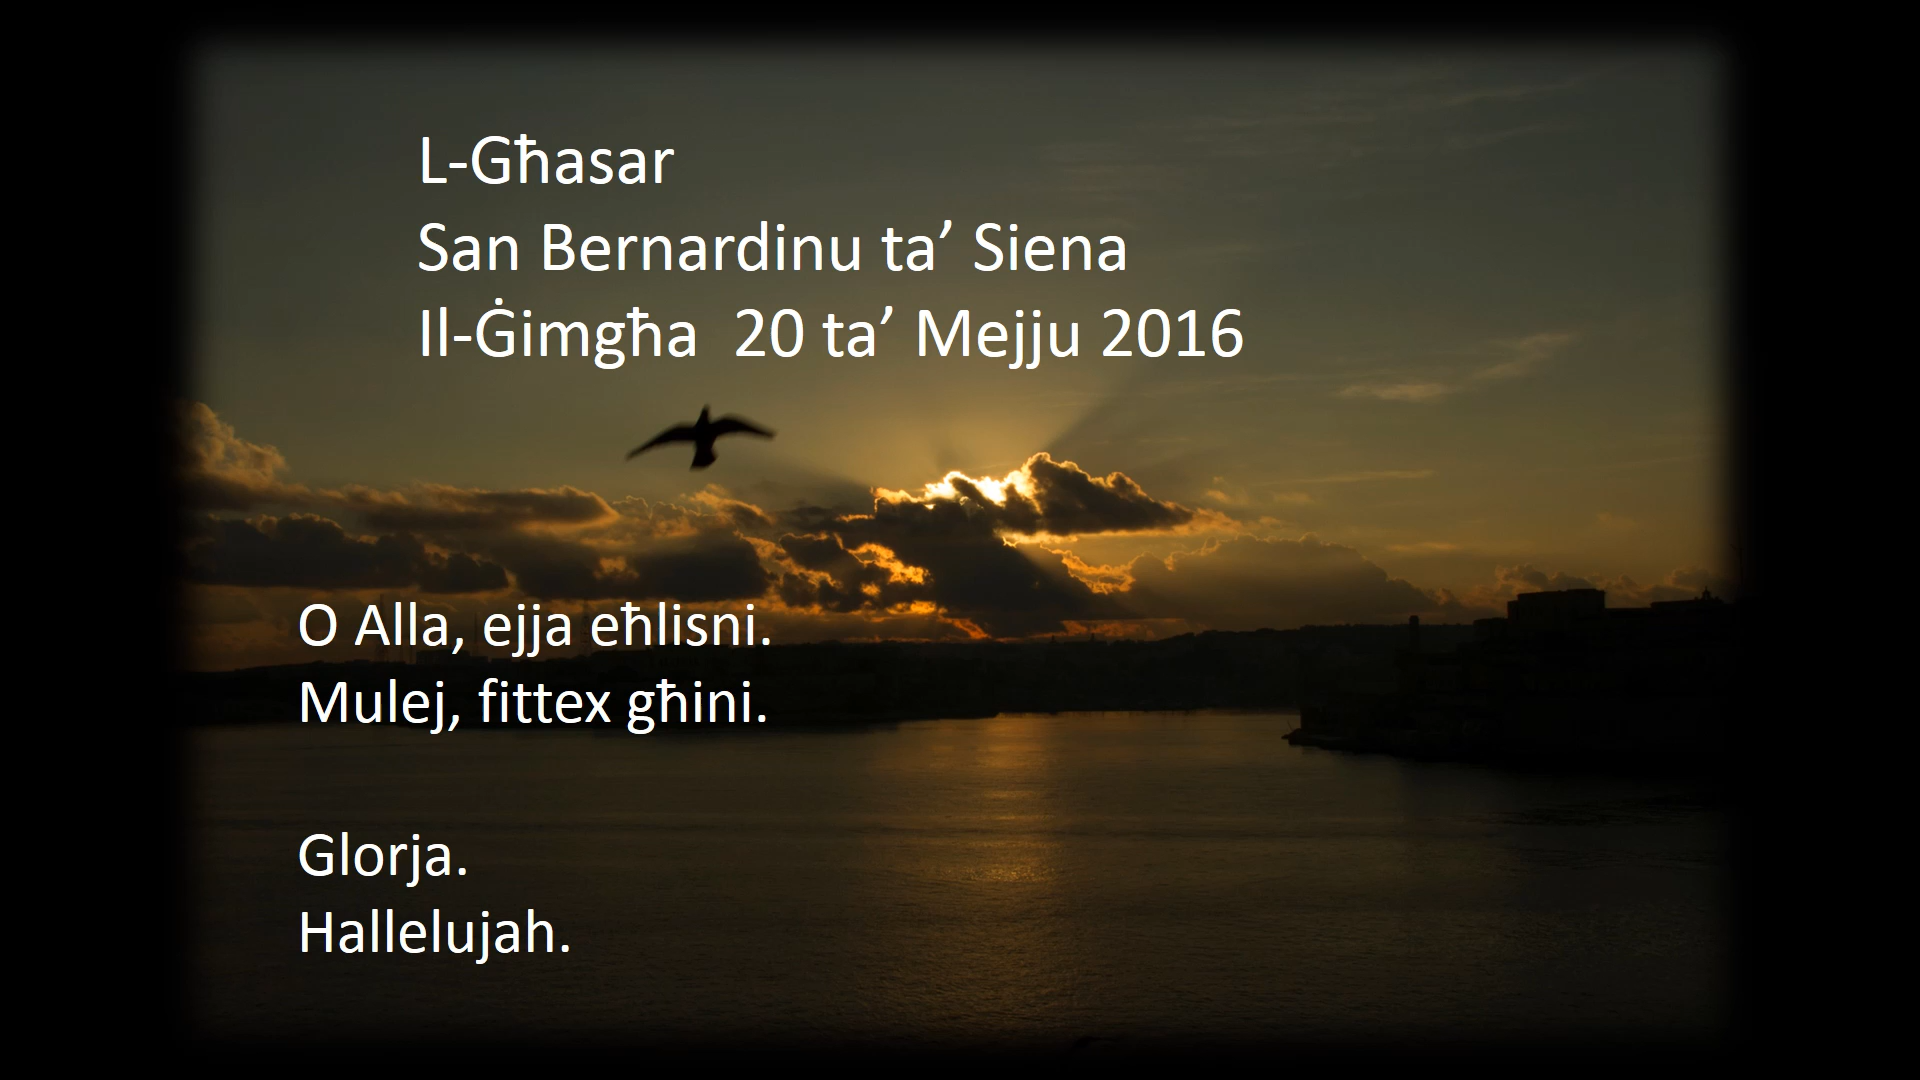 L-Għasar
San Bernardinu ta’ Siena
Il-Ġimgħa  20 ta’ Mejju 2016
O Alla, ejja eħlisni.
Mulej, fittex għini.
Glorja.
Hallelujah.